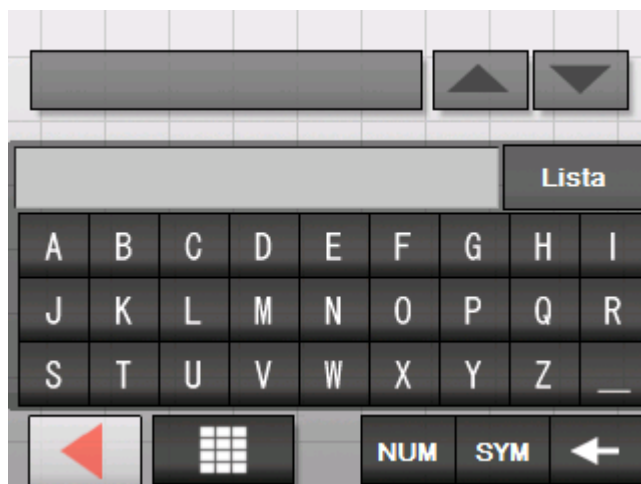 Lista
A B C D E F G H I
J K L M N O P Q R
S T U V W X Y Z _
NUM SYM